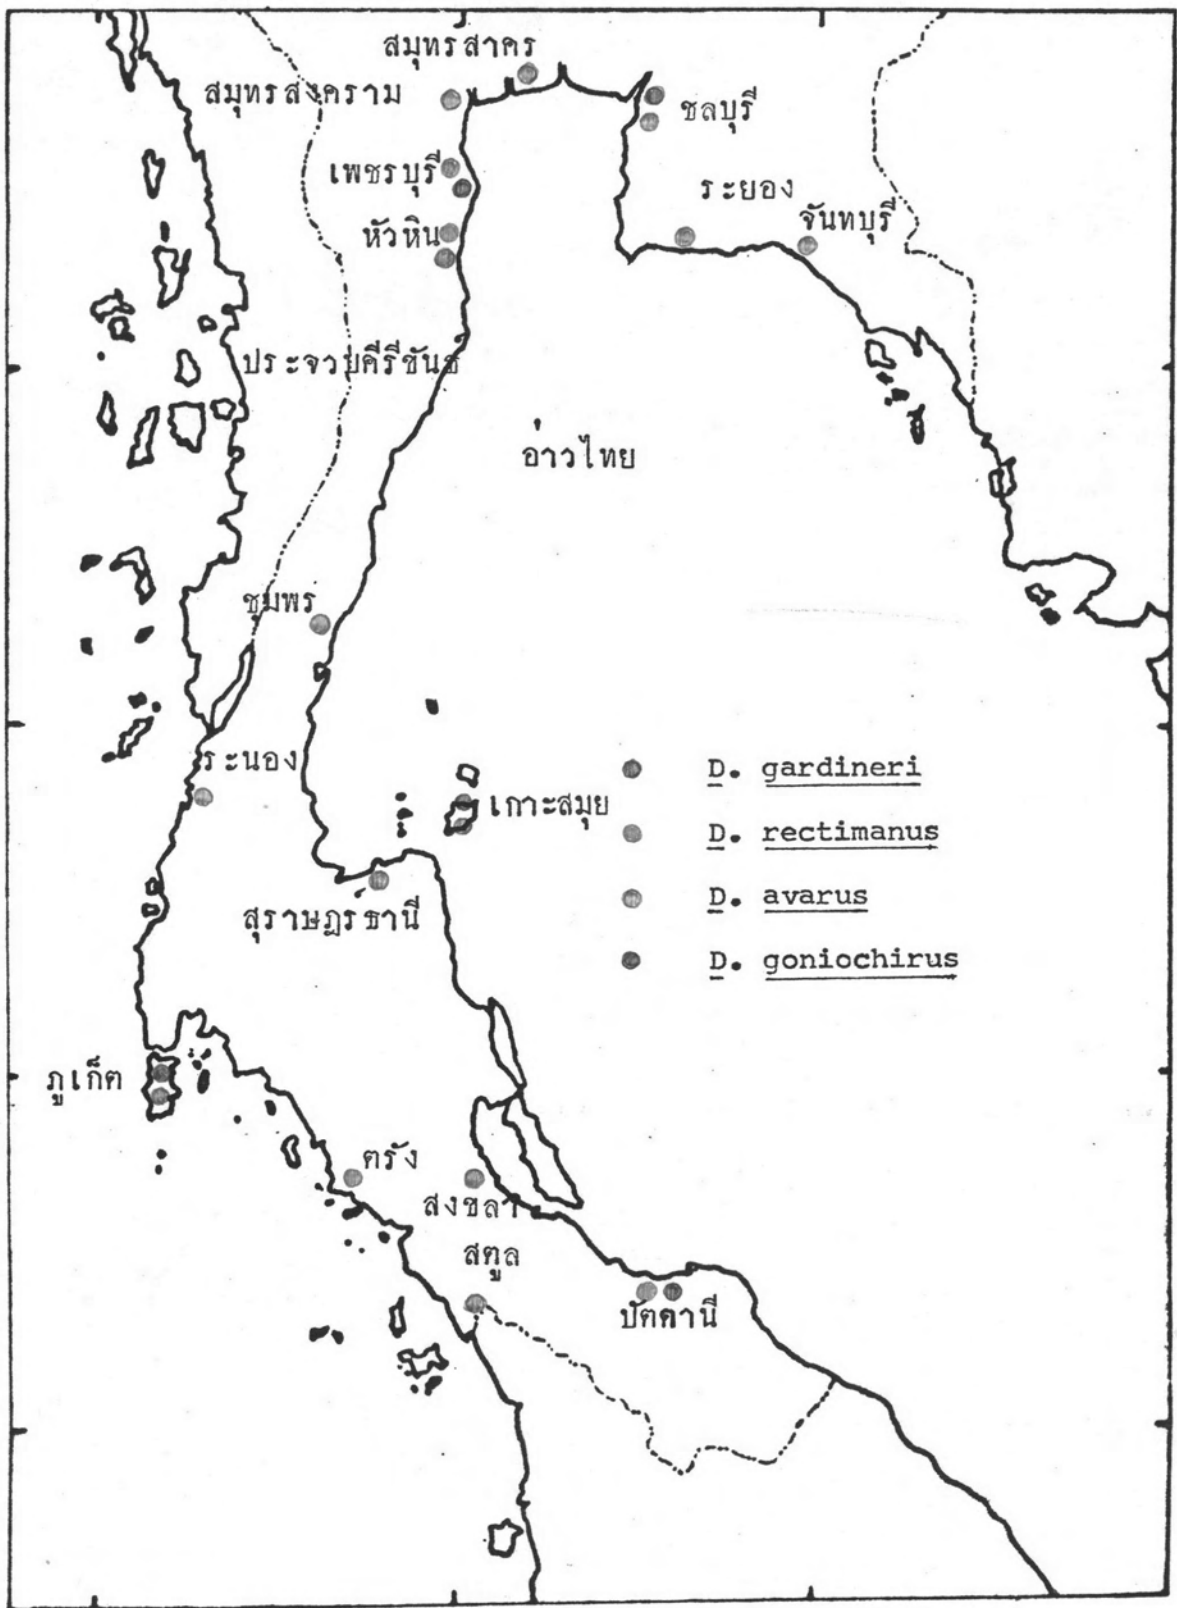 สมุทรสาคร
สมุทรสงคราม
ชลบุรี
เพชรบุรี
ระยอง
จันทบุรี
หัวหิน
ประจวบคีรีขันธ์
อ่าวไทย
ชุมพร
ระนอง
เกาะสมุย
D. gardineri
D. rectimanus
D. avarus
D. goniochirus
สุราษฎร์ธานี
ภูเก็ต
ตรัง
สงขลา
สตูล
ปัตตานี